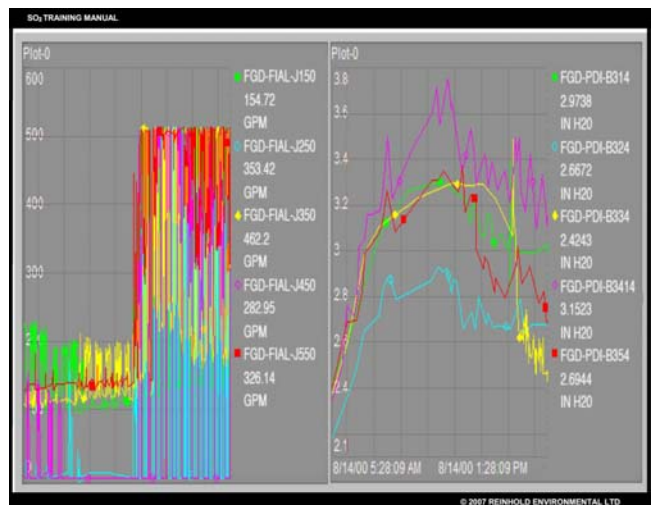 SO₃ TRAINING MANUAL
Plot-0
600
500
400
300
FGD-FIAL-J150
154.72
GPM
FGD-FIAL-J250
353.42
GPM
FGD-FIAL-J350
462.2
GPM
FGD-FIAL-J450
282.95
GPM
FGD-FIAL-J550
326.14
GPM
Plot-0
3.8
3.6
3.4
3.2
3
2.8
2.6
2.4
2.1
8/14/00 5:28:09 AM
8/14/00 1:28:09 PM
FGD-PDI-B314
2.9738
IN H20
FGD-PDI-B324
2.6672
IN H20
FGD-PDI-B334
2.4243
IN H20
FGD-PDI-B3414
3.1523
IN H20
FGD-PDI-B354
2.6944
IN H20
© 2007 REINHOLD ENVIRONMENTAL LTD